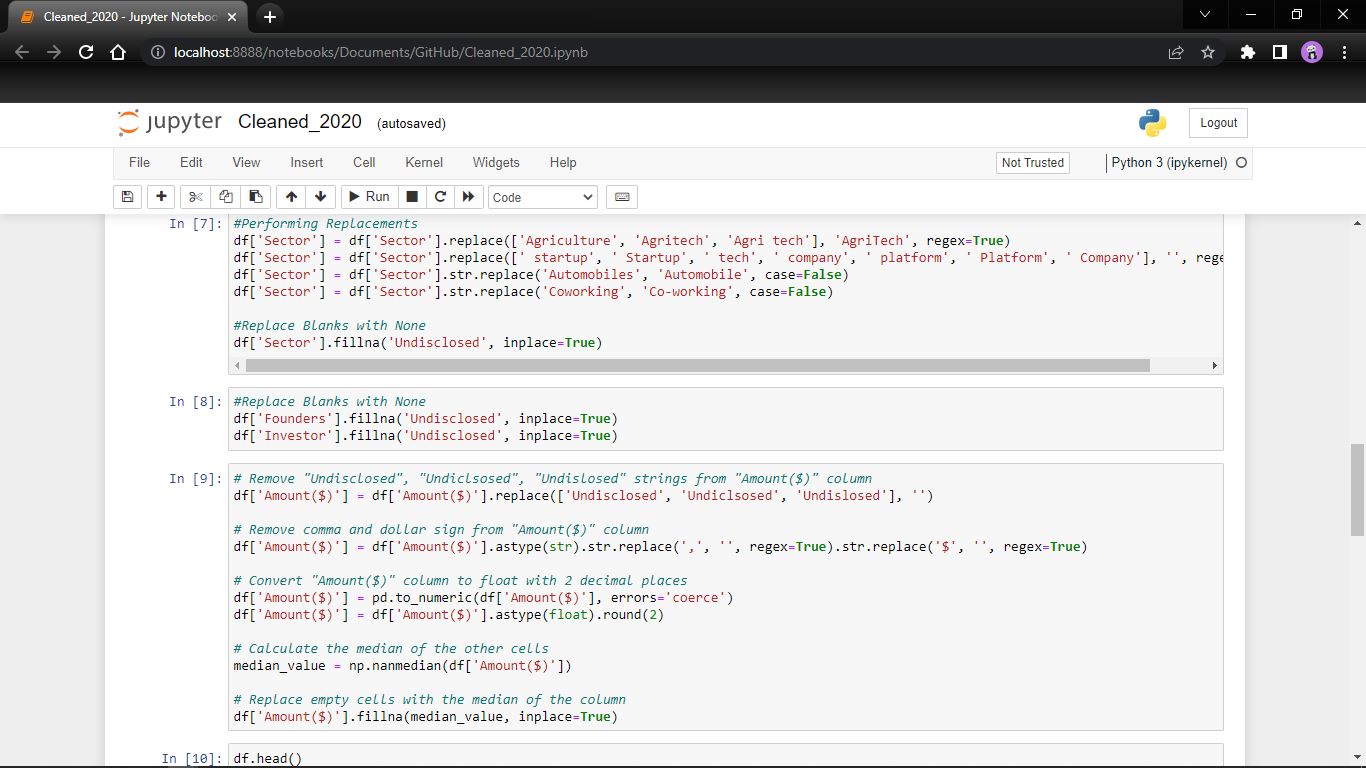 Cleaned_2020 - Jupyter Noteboo
localhost:8888/notebooks/Documents/GitHub/Cleaned_2020.ipynb
jupyter Cleaned_2020 (autosaved)
Logout
File Edit View Insert Cell Kernel Widgets Help
Not Trusted
Python 3 (ipykernel)
Run
Code
In [7]: #Performing Replacements
df['Sector'] = df['Sector'].replace(['Agriculture', 'Agritech', 'Agri tech'], 'AgriTech', regex=True)
df['Sector'] = df['Sector'].replace([' startup', ' Startup', ' tech', ' company', ' platform', ' Platform', ' Company'], '', rege
df['Sector'] = df['Sector'].str.replace('Automobiles', 'Automobile', case=False)
df['Sector'] = df['Sector'].str.replace('Coworking', 'Co-working', case=False)
#Replace Blanks with None
df['Sector'].fillna('Undisclosed', inplace=True)
In [8]: #Replace Blanks with None
df['Founders'].fillna('Undisclosed', inplace=True)
df['Investor'].fillna('Undisclosed', inplace=True)
In [9]: # Remove "Undisclosed", "Undiclsosed", "Undislosed" strings from "Amount($)" column
df['Amount($)'] = df['Amount($)'].replace(['Undisclosed', 'Undiclsosed', 'Undislosed'], '')
# Remove comma and dollar sign from "Amount($)" column
df['Amount($)'] = df['Amount($)'].astype(str).str.replace(',', '', regex=True).str.replace('$', '', regex=True)
# Convert "Amount($)" column to float with 2 decimal places
df['Amount($)'] = pd.to_numeric(df['Amount($)'], errors='coerce')
df['Amount($)'] = df['Amount($)'].astype(float).round(2)
# Calculate the median of the other cells
median_value = np.nanmedian(df['Amount($)'])
# Replace empty cells with the median of the column
df['Amount($)'].fillna(median_value, inplace=True)
In [10]: df.head()